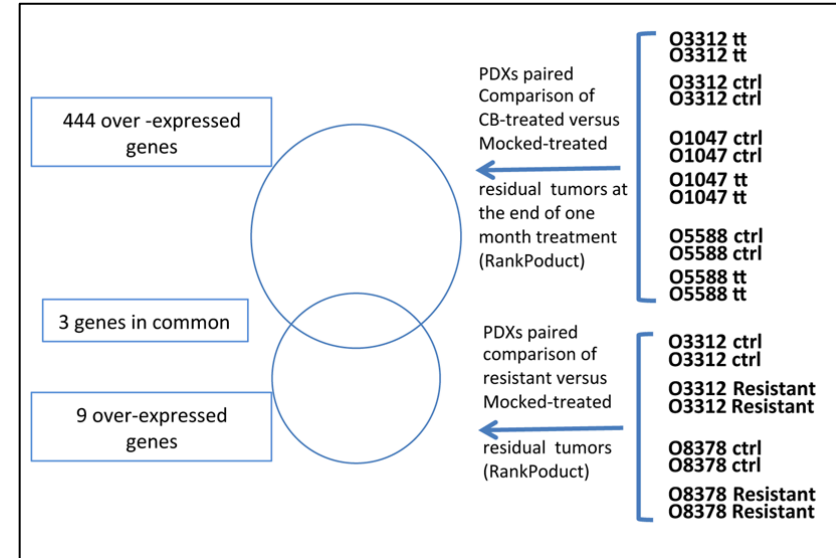 444 over -expressed
genes
3 genes in common
9 over-expressed
genes
PDXs paired
Comparison of
CB-treated versus
Mocked-treated
residual tumors at
the end of one
month treatment
(RankPoduct)
O3312 tt
O3312 tt
O3312 ctrl
O3312 ctrl
O1047 ctrl
O1047 ctrl
O1047 tt
O1047 tt
O5588 ctrl
O5588 ctrl
O5588 tt
O5588 tt
PDXs paired
comparison of
resistant versus
Mocked-treated
residual tumors
(RankPoduct)
O3312 ctrl
O3312 ctrl
O3312 Resistant
O3312 Resistant
O8378 ctrl
O8378 ctrl
O8378 Resistant
O8378 Resistant